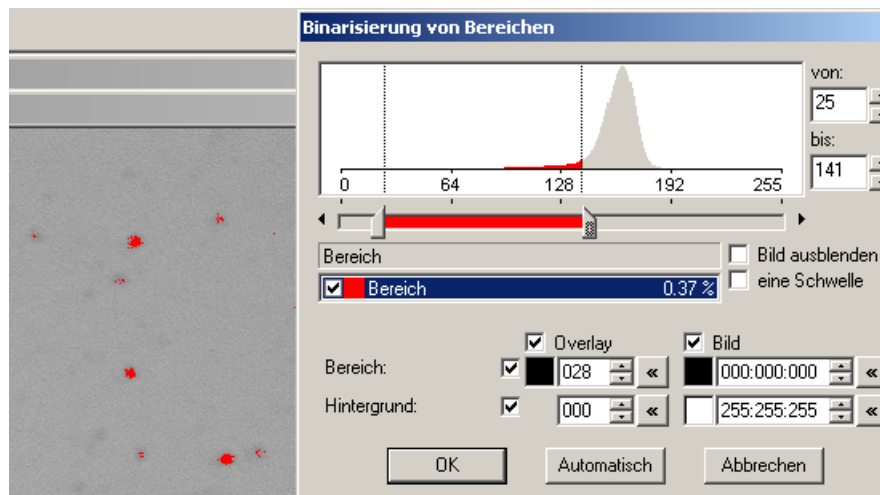 Binarisierung von Bereichen
von:
25
bis:
141
0 64 128 192 255
Bereich
Bild ausblenden
Bereich 0.37 %
eine Schwelle
Overlay Bild
Bereich: 028 « 000:000:000 «
Hintergrund: 000 « 255:255:255 «
OK Automatisch Abbrechen